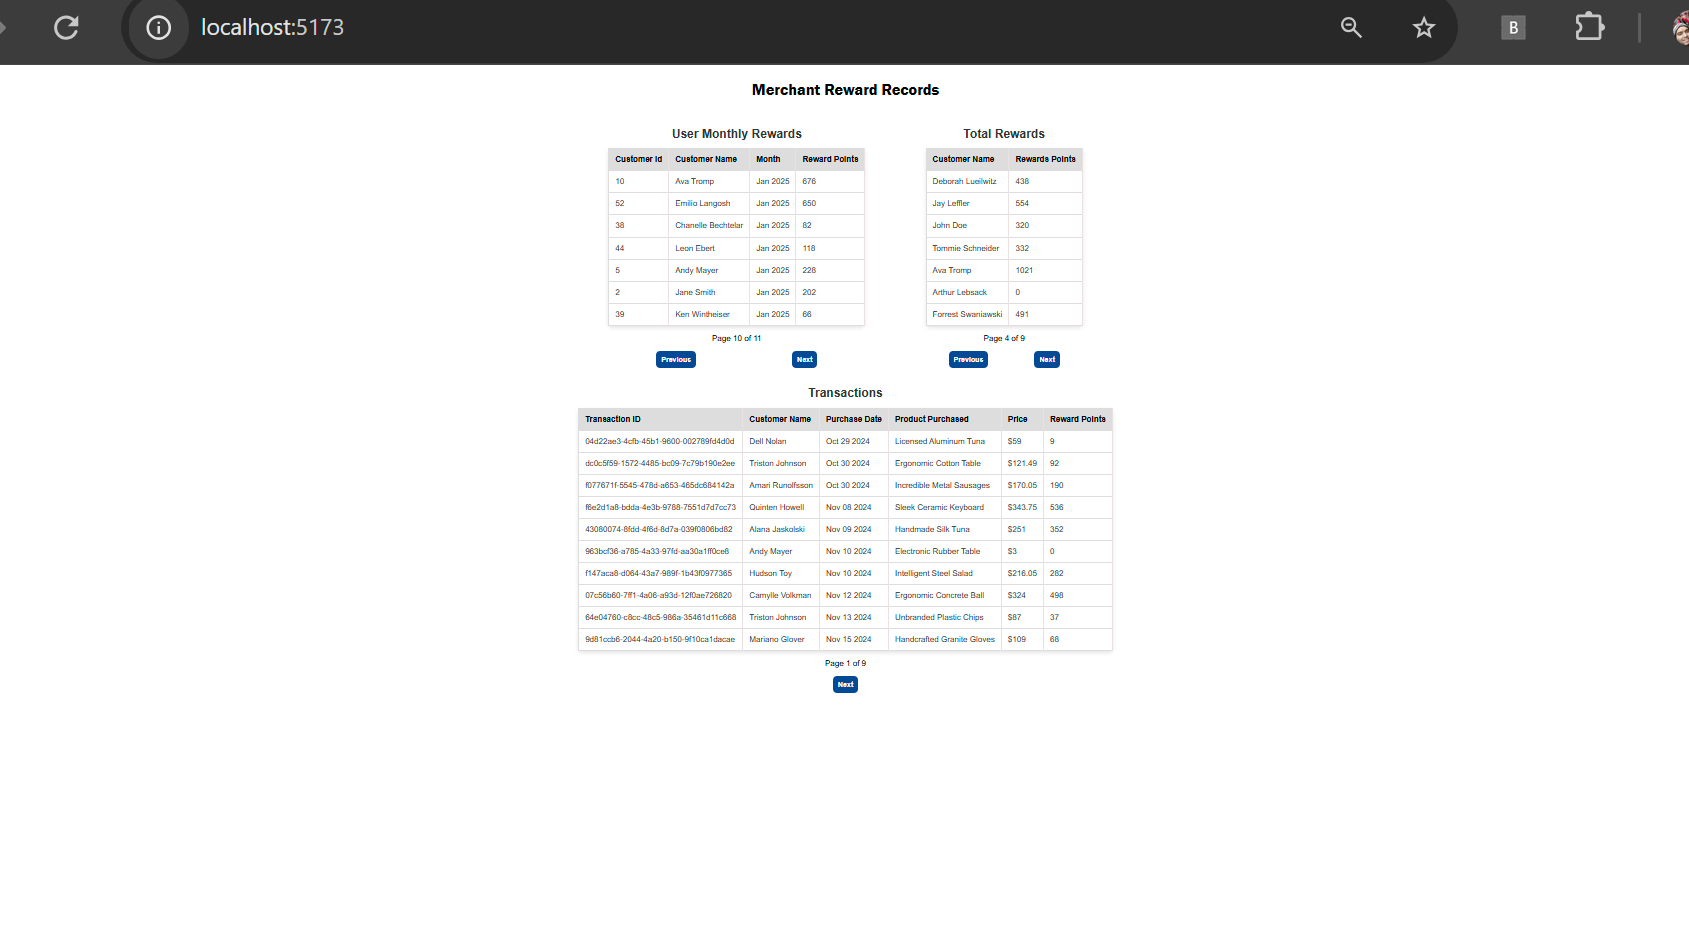 localhost:5173
B
Merchant Reward Records
User Monthly Rewards
Customer Id Customer Name Month Reward Points
10 Ava Tromp Jan 2025 676
52 Emilio Langosh Jan 2025 650
38 Chanelle Bechtelar Jan 2025 82
44 Leon Ebert Jan 2025 118
5 Andy Mayer Jan 2025 228
2 Jane Smith Jan 2025 202
39 Ken Wintheiser Jan 2025 66
Page 10 of 11
Previous Next
Total Rewards
Customer Name Rewards Points
Deborah Lueilwitz 438
Jay Leffler 554
John Doe 320
Tommie Schneider 332
Ava Tromp 1021
Arthur Lebsack 0
Forrest Swaniawski 491
Page 4 of 9
Previous Next
Transactions
Transaction ID Customer Name Purchase Date Product Purchased Price Reward Points
04d22ae3-4cfb-45b1-9600-002789fd4d0d Dell Nolan Oct 29 2024 Licensed Aluminum Tuna $59 9
dc0c5f59-1572-4485-bc09-7c79b190e2ee Triston Johnson Oct 30 2024 Ergonomic Cotton Table $121.49 92
f077671f-5545-478d-a653-465dc684142a Amari Runolfsson Oct 30 2024 Incredible Metal Sausages $170.05 190
f6e2d1a8-bdda-4e3b-9788-7551d7d7cc73 Quinten Howell Nov 08 2024 Sleek Ceramic Keyboard $343.75 536
43080074-8fdd-4f6d-8d7a-039f0806bd82 Alana Jaskolski Nov 09 2024 Handmade Silk Tuna $251 352
963bcf36-a785-4a33-97fd-aa30a1ff0ce8 Andy Mayer Nov 10 2024 Electronic Rubber Table $3 0
f147aca8-d064-43a7-989f-1b43f0977365 Hudson Toy Nov 10 2024 Intelligent Steel Salad $216.05 282
07c56b60-7ff1-4a06-a93d-12f0ae726820 Camylle Volkman Nov 12 2024 Ergonomic Concrete Ball $324 498
64e04760-c8cc-48c5-986a-35461d11c668 Triston Johnson Nov 13 2024 Unbranded Plastic Chips $87 37
9d81ccb6-2044-4a20-b150-9f10ca1dacae Mariano Glover Nov 15 2024 Handcrafted Granite Gloves $109 68
Page 1 of 9
Next